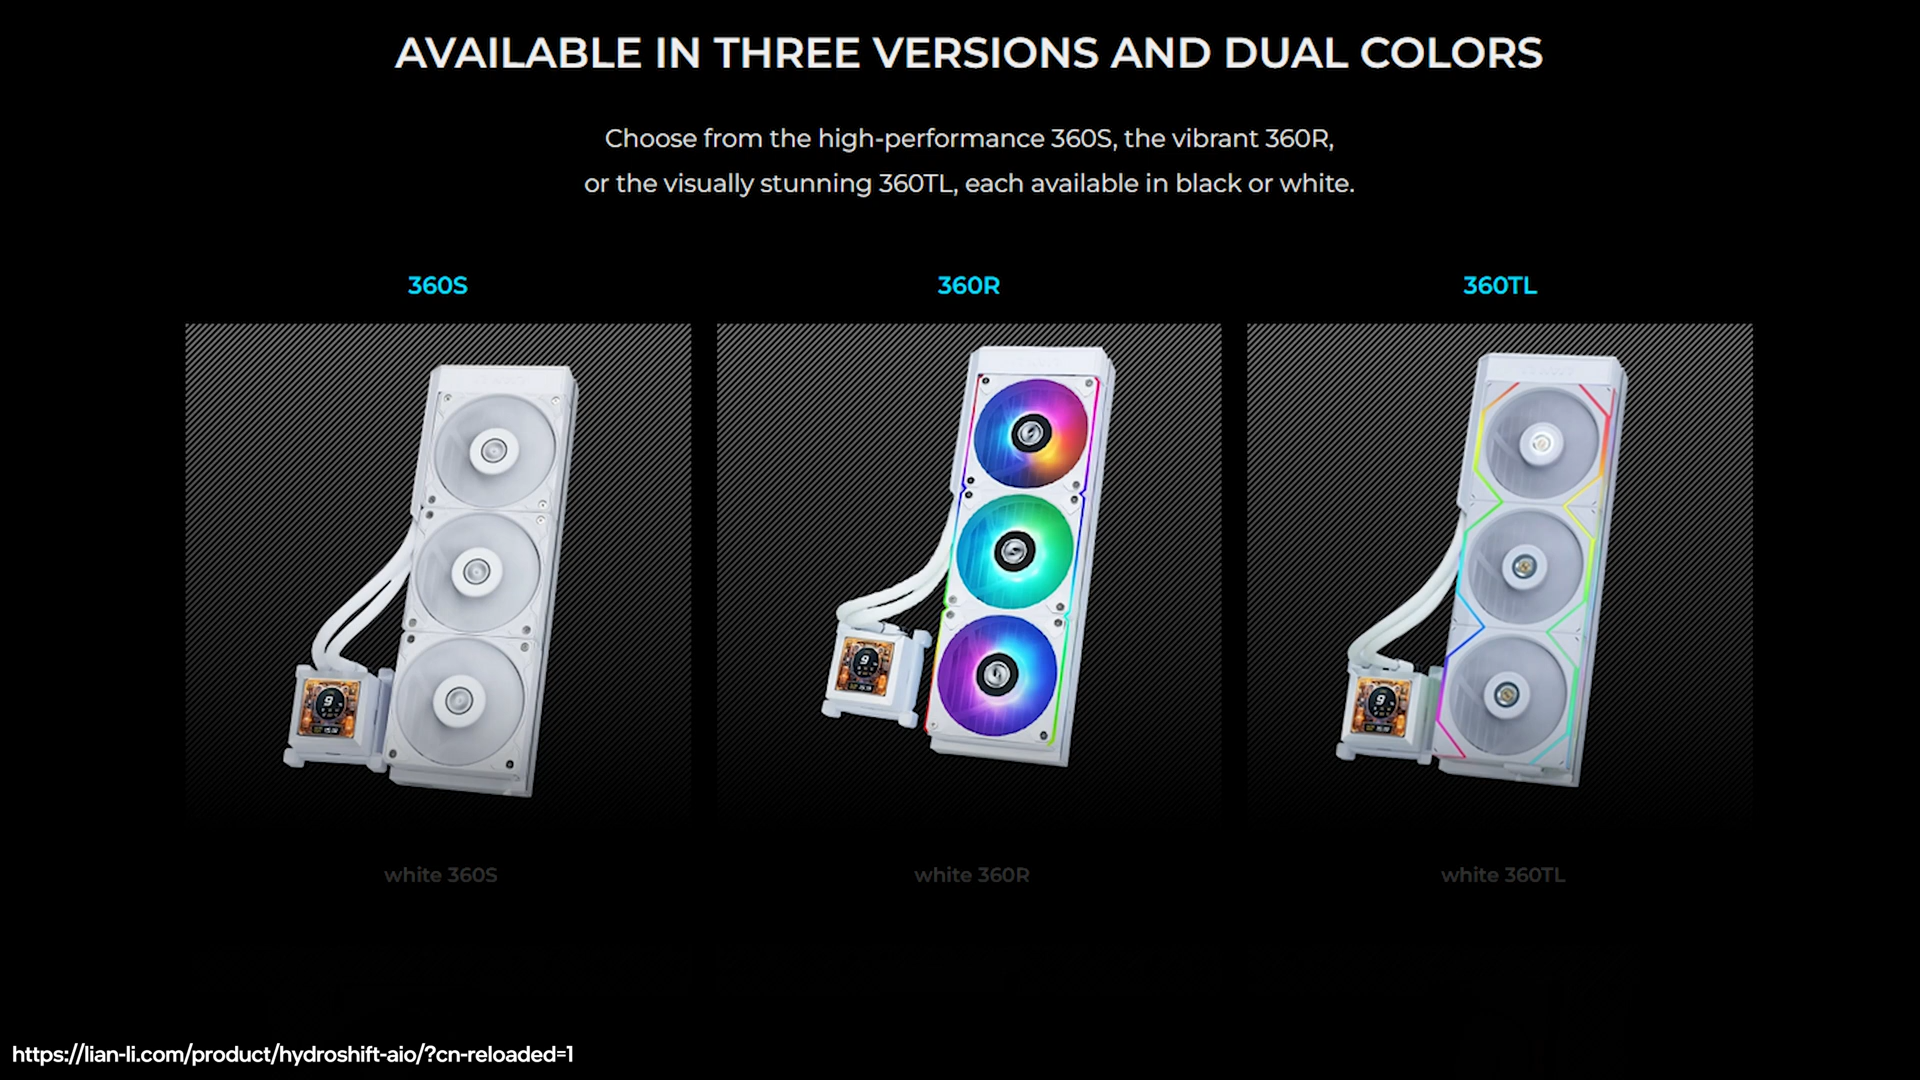 AVAILABLE IN THREE VERSIONS AND DUAL COLORS
Choose from the high-performance 360S, the vibrant 360R,
or the visually stunning 360TL, each available in black or white.
360S
360R
360TL
white 360S
white 360R
white 360TL
https://lian-li.com/product/hydroshift-aio/?cn-reloaded=1